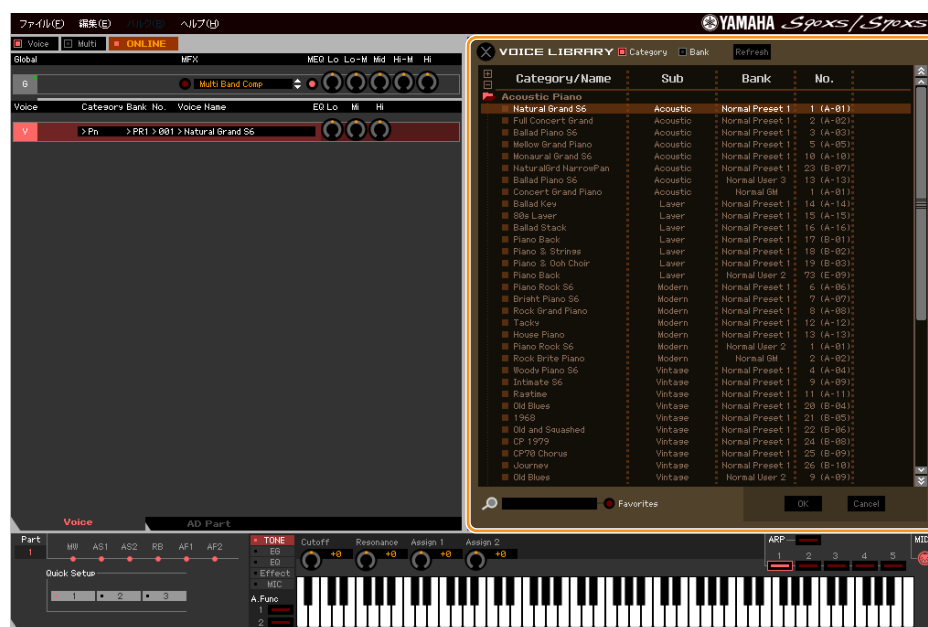 ファイル(F) 編集(E) バルク(B) ヘルプ(H) YAMAHA S90XS/S70XS
Voice Multi ONLINE
Global MFX MEQ Lo Lo-M Mid Hi-M Hi
G Multi Band Comp
Voice Category Bank No. Voice Name EQ Lo Mi Hi
V >Pn >PR1 >001 >Natural Grand S6
VOICE LIBRARY Category Bank Refresh
Category/Name Sub Bank No.
Acoustic Piano
Natural Grand S6 Acoustic Normal Preset 1 1 (A-01)
Full Concert Grand Acoustic Normal Preset 1 2 (A-02)
Ballad Piano S6 Acoustic Normal Preset 1 3 (A-03)
Mellow Grand Piano Acoustic Normal Preset 1 5 (A-05)
Monaural Grand S6 Acoustic Normal Preset 1 10 (A-10)
NaturalGrd NarrowPan Acoustic Normal Preset 1 23 (B-07)
Ballad Piano S6 Acoustic Normal User 3 13 (A-13)
Concert Grand Piano Acoustic Normal GM 1 (A-01)
Ballad Key Layer Normal Preset 1 14 (A-14)
80s Layer Layer Normal Preset 1 15 (A-15)
Ballad Stack Layer Normal Preset 1 16 (A-16)
Piano Back Layer Normal Preset 1 17 (B-01)
Piano & Strings Layer Normal Preset 1 18 (B-02)
Piano & Ooh Choir Layer Normal Preset 1 19 (B-03)
Piano Back Layer Normal User 2 73 (E-09)
Piano Rock S6 Modern Normal Preset 1 6 (A-06)
Bright Piano S6 Modern Normal Preset 1 7 (A-07)
Rock Grand Piano Modern Normal Preset 1 8 (A-08)
Tacky Modern Normal Preset 1 12 (A-12)
House Piano Modern Normal Preset 1 13 (A-13)
Piano Rock S6 Modern Normal User 2 1 (A-01)
Rock Brite Piano Modern Normal GM 2 (A-02)
Woody Piano S6 Vintage Normal Preset 1 4 (A-04)
Intimate S6 Vintage Normal Preset 1 9 (A-09)
Ragtime Vintage Normal Preset 1 11 (A-11)
Old Blues Vintage Normal Preset 1 20 (B-04)
1968 Vintage Normal Preset 1 21 (B-05)
Old and Squashed Vintage Normal Preset 1 22 (B-06)
CP 1979 Vintage Normal Preset 1 24 (B-08)
CP70 Chorus Vintage Normal Preset 1 25 (B-09)
Journey Vintage Normal Preset 1 26 (B-10)
Old Blues Vintage Normal User 2 9 (A-09)
Favorites OK Cancel
Voice AD Part
Part 1 MW AS1 AS2 RB AF1 AF2
Quick Setup
1 2 3
TONE
EG
EQ
Effect
MIC
A.Func
1
2
Cutoff Resonance Assign 1 Assign 2
+0 +0 +0 +0
ARP
1 2 3 4 5